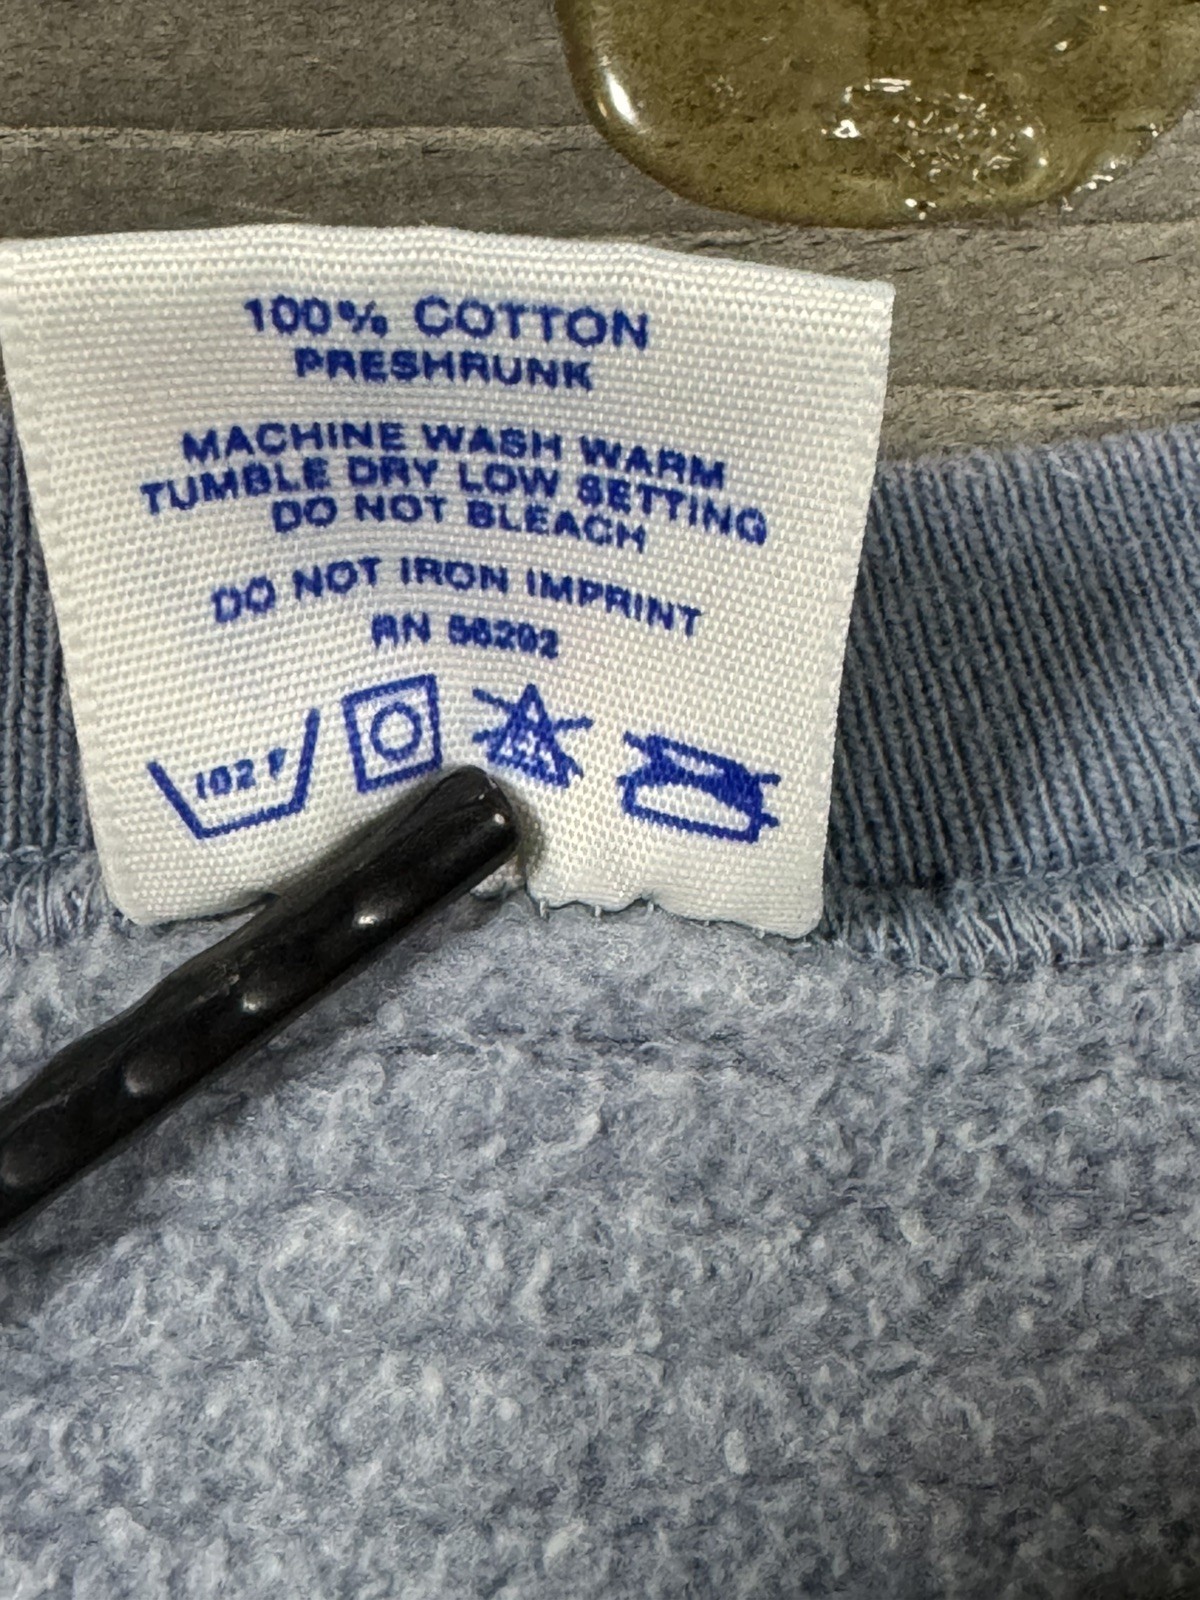 100% COTTON
PRESHRUNK
MACHINE WASH WARM
TUMBLE DRY LOW SETTING
DO NOT BLEACH
DO NOT IRON IMPRINT
RN
102 F